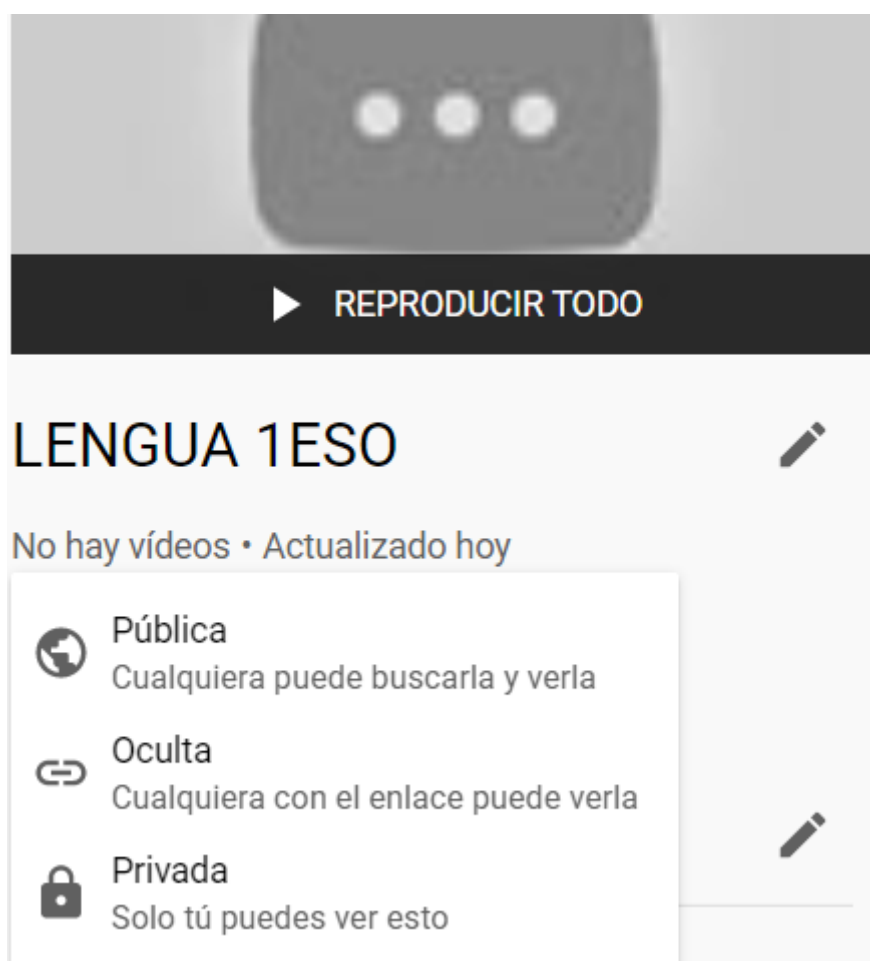 REPRODUCIR TODO
LENGUA 1ESO
No hay vídeos • Actualizado hoy
Pública
Cualquiera puede buscarla y verla
Oculta
Cualquiera con el enlace puede verla
Privada
Solo tú puedes ver esto